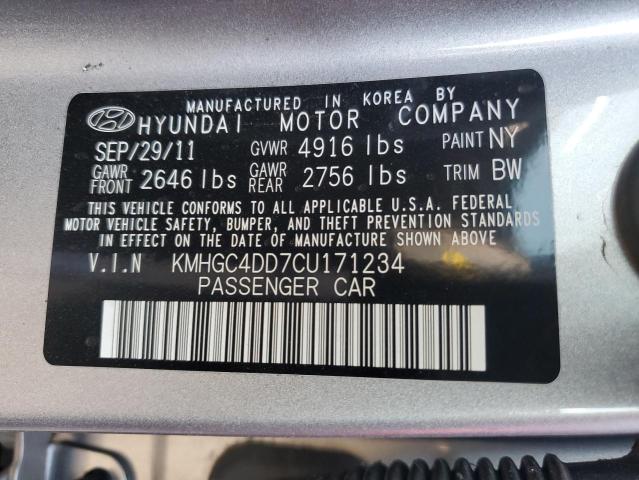 MANUFACTURED IN KOREA BY
HYUNDAI MOTOR COMPANY
SEP/29/11 GVWR 4916 lbs PAINT NY
GAWR FRONT 2646 lbs GAWR REAR 2756 lbs TRIM BW
THIS VEHICLE CONFORMS TO ALL APPLICABLE U.S.A. FEDERAL
MOTOR VEHICLE SAFETY, BUMPER, AND THEFT PREVENTION STANDARDS
IN EFFECT ON THE DATE OF MANUFACTURE SHOWN ABOVE
V.I.N KMHGC4DD7CU171234
PASSENGER CAR